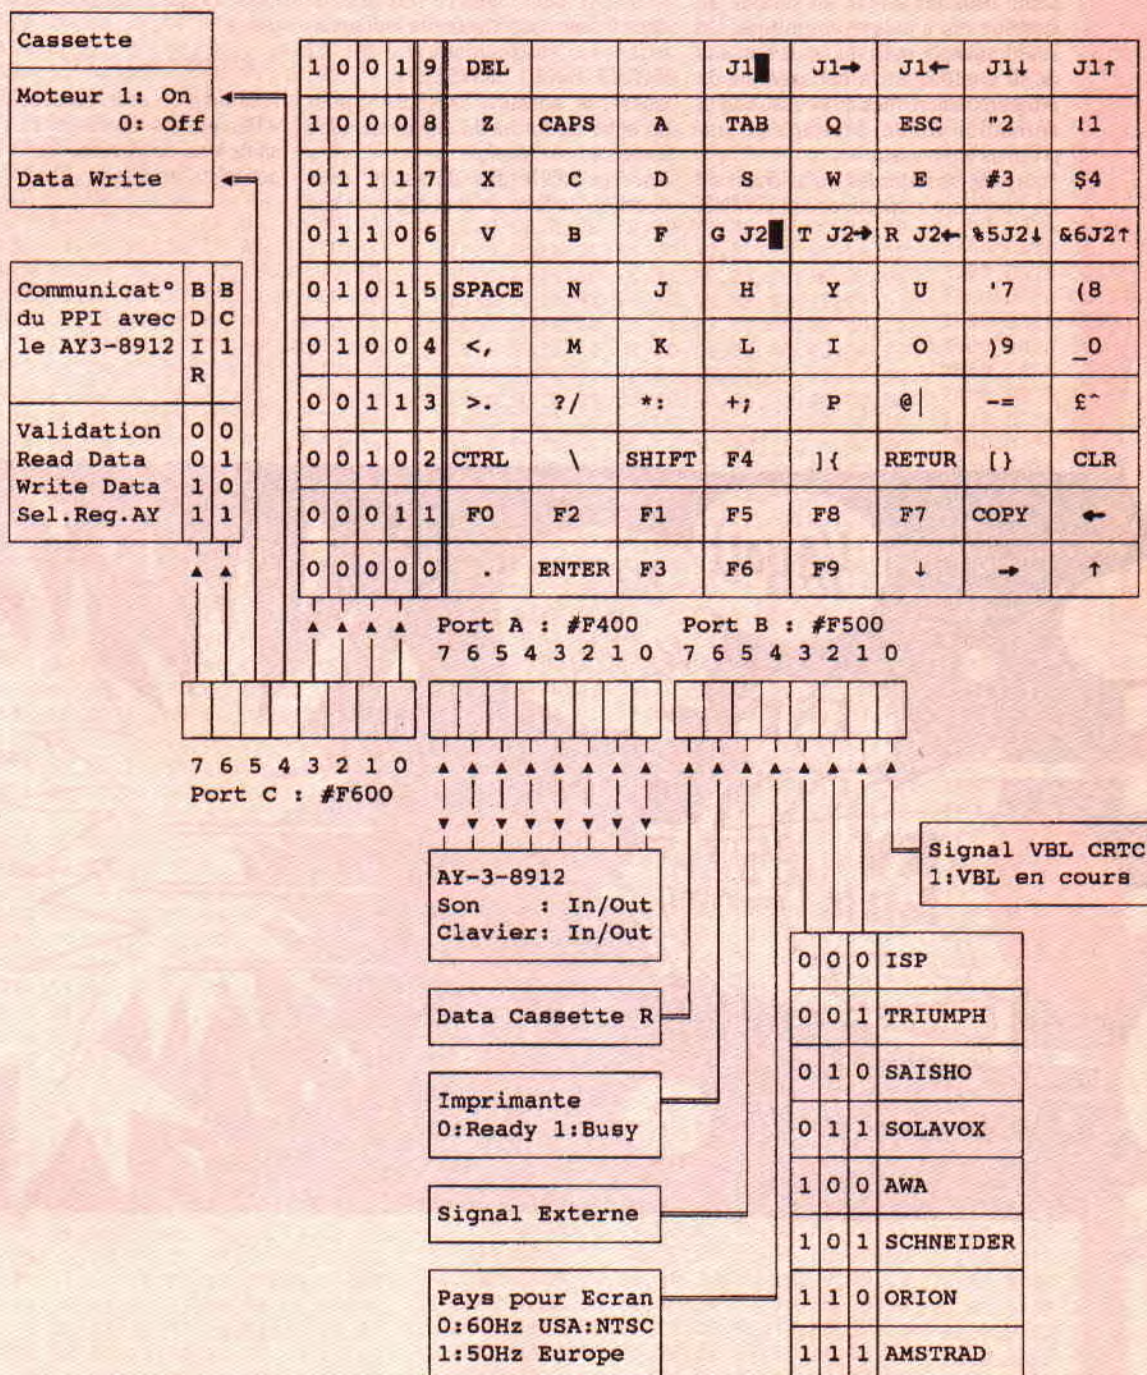 Cassette
Moteur 1: On
0: Off
Data Write
Communicat° B B
du PPI avec D C
le AY3-8912 I 1
R
Validation 0 0
Read Data 0 1
Write Data 1 0
Sel.Reg.AY 1 1
1 0 0 1 9 DEL J1█ J1→ J1← J1↓ J1↑
1 0 0 0 8 Z CAPS A TAB Q ESC "2 !1
0 1 1 1 7 X C D S W E #3 $4
0 1 1 0 6 V B F G J2█ T J2→ R J2← %5J2↓ &6J2↑
0 1 0 1 5 SPACE N J H Y U '7 (8
0 1 0 0 4 <, M K L I O )9 _0
0 0 1 1 3 >. ?/ *: +; P @| -= £^
0 0 1 0 2 CTRL \ SHIFT F4 ]{ RETUR [} CLR
0 0 0 1 1 F0 F2 F1 F5 F8 F7 COPY ←
0 0 0 0 0 . ENTER F3 F6 F9 ↓ → ↑
Port A : #F400 Port B : #F500
7 6 5 4 3 2 1 0 7 6 5 4 3 2 1 0
7 6 5 4 3 2 1 0
Port C : #F600
Signal VBL CRTC
1:VBL en cours
AY-3-8912
Son : In/Out
Clavier: In/Out
Data Cassette R
Imprimante
0:Ready 1:Busy
Signal Externe
Pays pour Ecran
0:60Hz USA:NTSC
1:50Hz Europe
0 0 0 ISP
0 0 1 TRIUMPH
0 1 0 SAISHO
0 1 1 SOLAVOX
1 0 0 AWA
1 0 1 SCHNEIDER
1 1 0 ORION
1 1 1 AMSTRAD